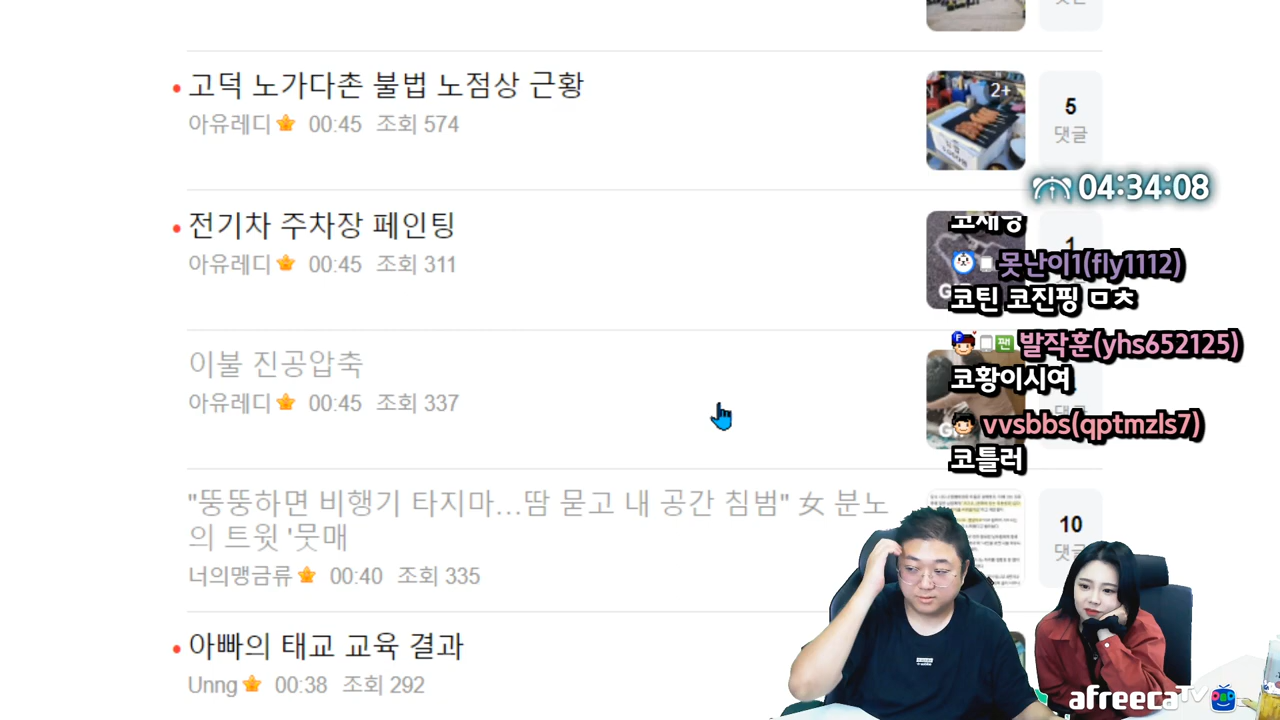 댓글
고덕 노가다촌 불법 노점상 근황
아유레디 00:45 조회 574
2+
5
댓글
04:34:08
전기차 주차장 페인팅
아유레디 00:45 조회 311
1
못난이1(fly1112)
코틴 코진핑 ㅁㅊ
이불 진공압축
아유레디 00:45 조회 337
팬 발작훈(yhs652125)
코황이시여
댓글
vvsbbs(qptmzls7)
코틀러
"뚱뚱하면 비행기 타지마...땀 묻고 내 공간 침범" 女 분노
의 트윗 뭇매
너의맹금류 00:40 조회 335
10
댓글
아빠의 태교 교육 결과
Unng 00:38 조회 292
afreecaTV